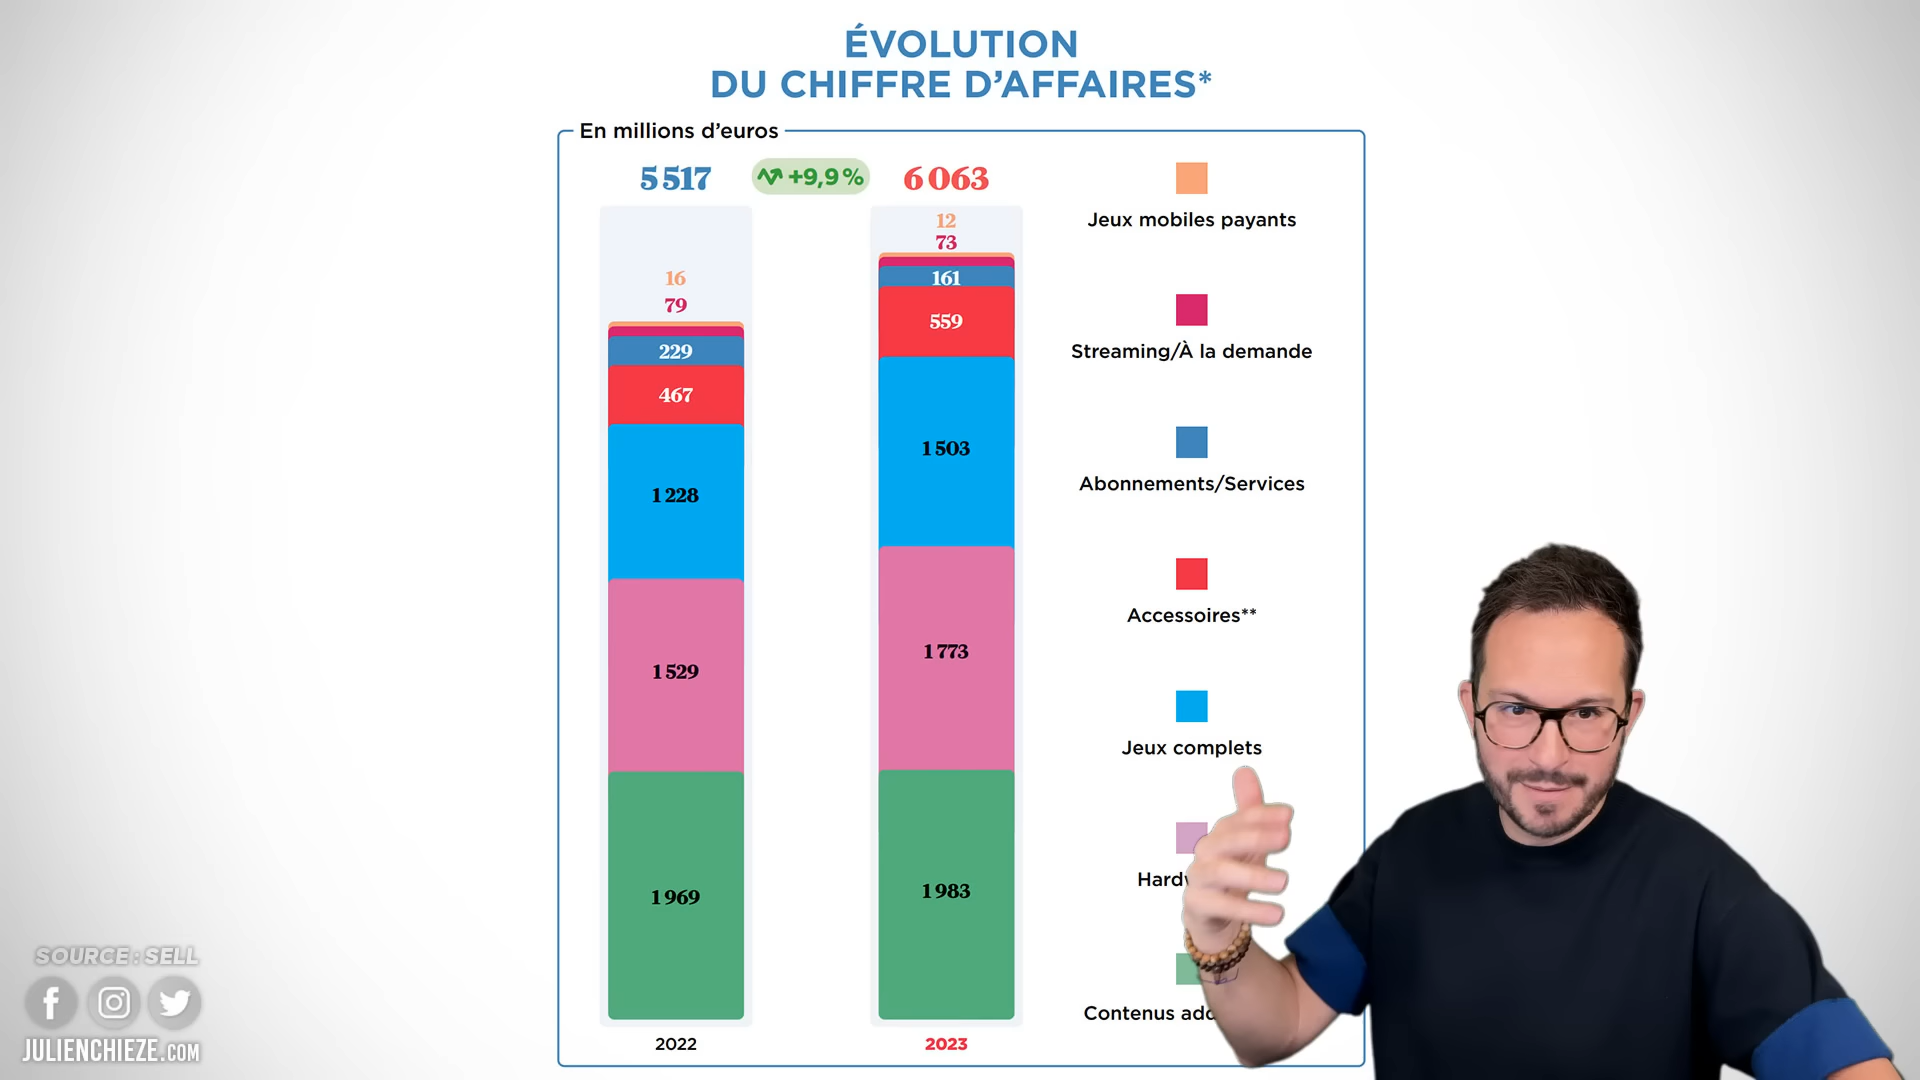 ÉVOLUTION
DU CHIFFRE D'AFFAIRES*
En millions d'euros
5 517
+9,9 %
6 063
16
79
229
467
1 228
1 529
1 969
2022
12
73
161
559
1 503
1 773
1 983
2023
Jeux mobiles payants
Streaming/À la demande
Abonnements/Services
Accessoires**
Jeux complets
Contenus
SOURCE : SELL
JULIENCHIEZE.COM